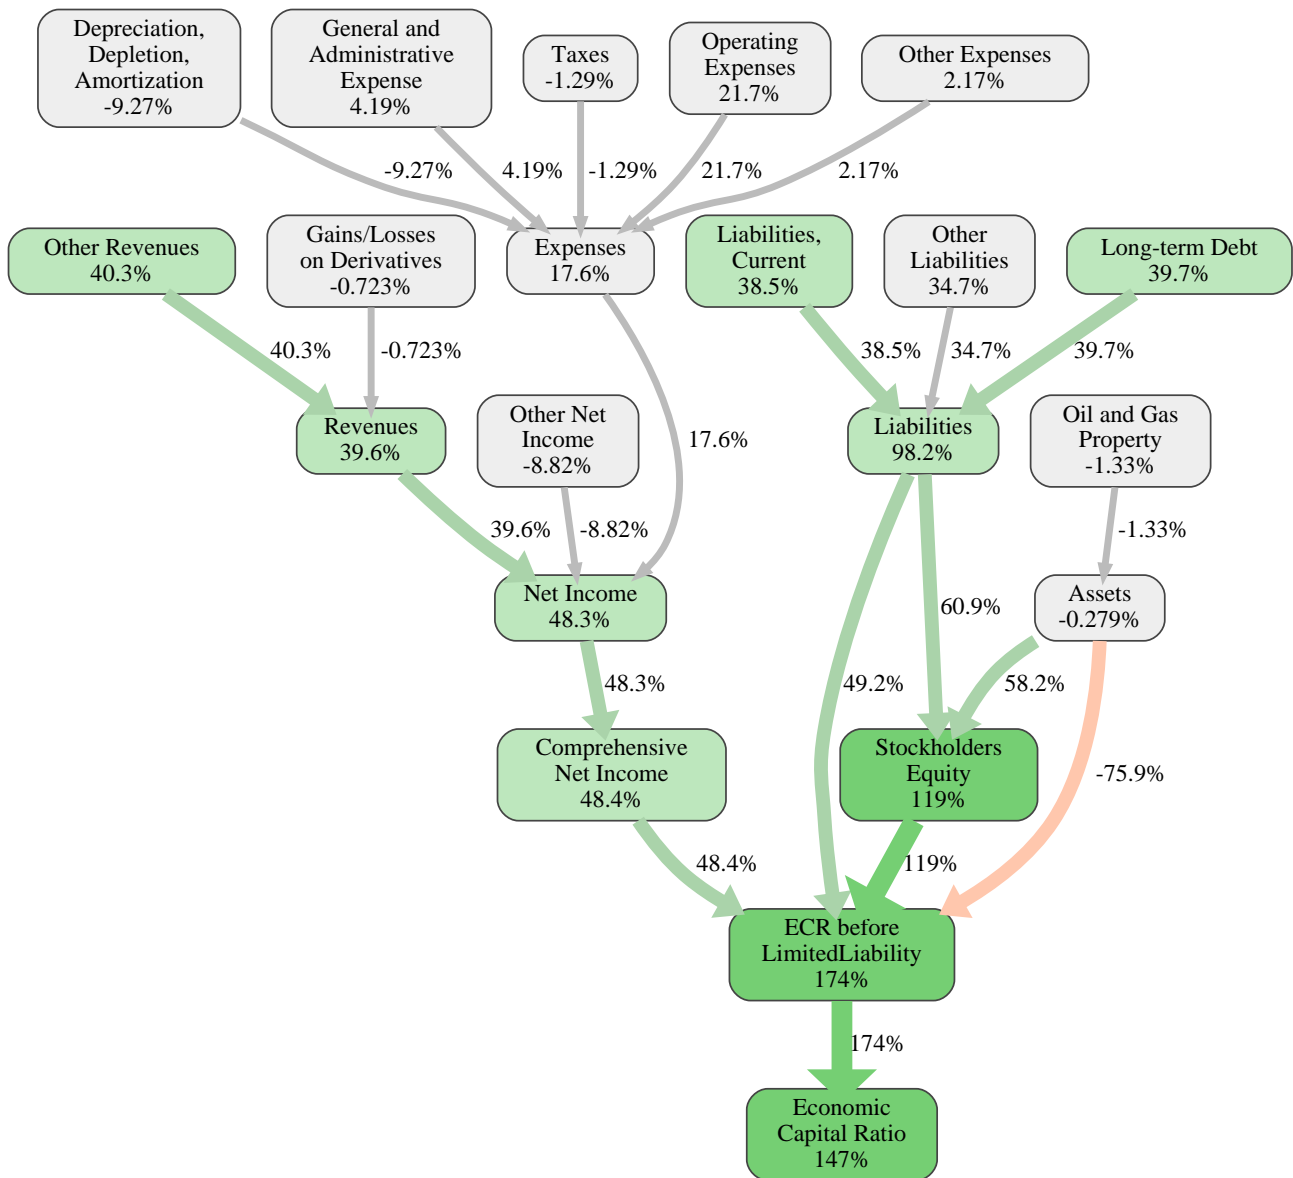 Depreciation,
Depletion,
Amortization
-9.27%
General and
Administrative
Expense
4.19%
Taxes
-1.29%
Operating
Expenses
21.7%
Other Expenses
2.17%
-9.27%
4.19%
-1.29%
21.7%
2.17%
Other Revenues
40.3%
Gains/Losses
on Derivatives
-0.723%
Expenses
17.6%
Liabilities,
Current
38.5%
Other
Liabilities
34.7%
Long-term Debt
39.7%
40.3%
-0.723%
38.5%
34.7%
39.7%
Revenues
39.6%
Other Net
Income
-8.82%
17.6%
Liabilities
98.2%
Oil and Gas
Property
-1.33%
39.6%
-8.82%
-1.33%
Net Income
48.3%
60.9%
Assets
-0.279%
48.3%
49.2%
58.2%
Comprehensive
Net Income
48.4%
Stockholders
Equity
119%
-75.9%
48.4%
119%
ECR before
LimitedLiability
174%
174%
Economic
Capital Ratio
147%